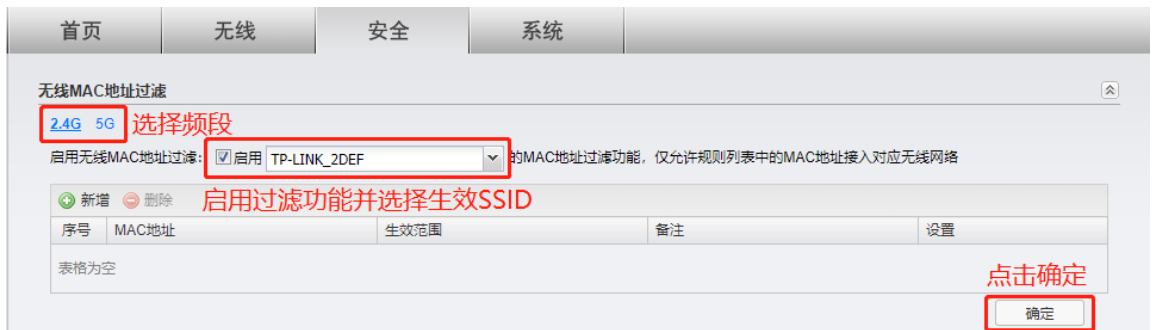 首页 无线 安全 系统
无线MAC地址过滤
2.4G 5G 选择频段
启用无线MAC地址过滤: 启用 TP-LINK_2DEF 的MAC地址过滤功能，仅允许规则列表中的MAC地址接入对应无线网络
新增 删除 启用过滤功能并选择生效SSID
序号 MAC地址 生效范围 备注 设置
表格为空
点击确定
确定